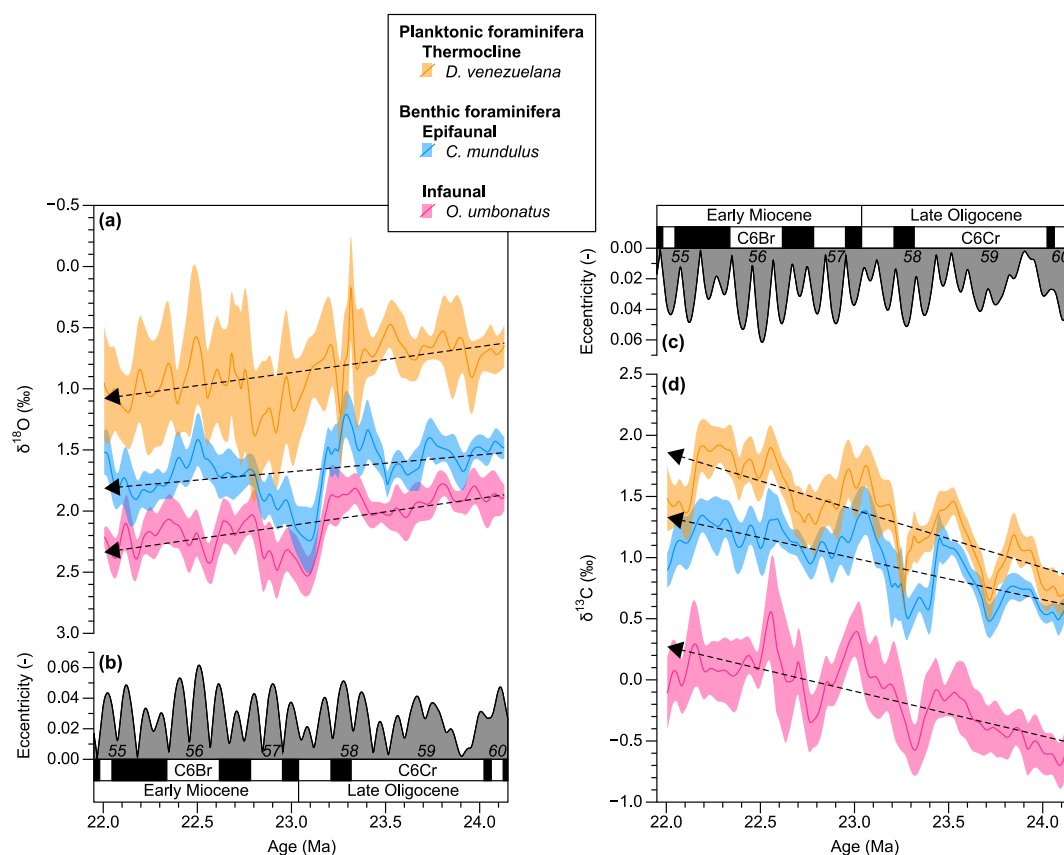 Planktonic foraminifera
Thermocline
D. venezuelana
Benthic foraminifera
Epifaunal
C. mundulus
Infaunal
O. umbonatus
(a)
−0.5
0.0
0.5
1.0
1.5
2.0
2.5
3.0
δ18O (‰)
(b)
0.06
0.04
0.02
0.00
Eccentricity (-)
55 56 57 58 59 60
C6Br C6Cr
Early Miocene Late Oligocene
22.0 22.5 23.0 23.5 24.0
Age (Ma)
Early Miocene Late Oligocene
C6Br C6Cr
55 56 57 58 59 60
0.00
0.02
0.04
0.06
Eccentricity (-)
(c)
(d)
2.5
2.0
1.5
1.0
0.5
0.0
−0.5
−1.0
δ13C (‰)
22.0 22.5 23.0 23.5 24.0
Age (Ma)